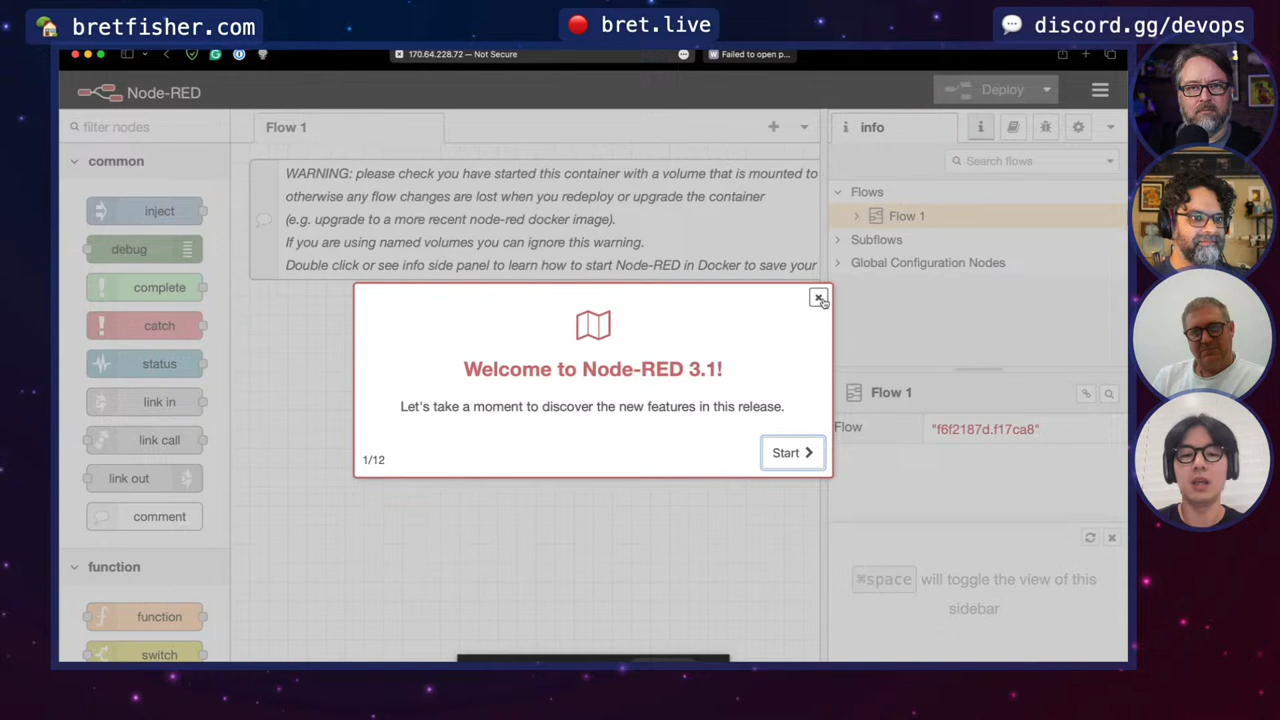 bretfisher.com
bret.live
discord.gg/devops
170.64.228.72 — Not Secure
Failed to open p...
Node-RED
Deploy
filter nodes
Flow 1
info
Search flows
common
inject
debug
complete
catch
status
link in
link call
link out
comment
function
function
switch
WARNING: please check you have started this container with a volume that is mounted to
otherwise any flow changes are lost when you redeploy or upgrade the container
(e.g. upgrade to a more recent node-red docker image).
If you are using named volumes you can ignore this warning.
Double click or see info side panel to learn how to start Node-RED in Docker to save your
Welcome to Node-RED 3.1!
Let's take a moment to discover the new features in this release.
1/12
Start
Flows
Flow 1
Subflows
Global Configuration Nodes
Flow 1
Flow
"f6f2187d.f17ca8"
⌘space will toggle the view of this
sidebar